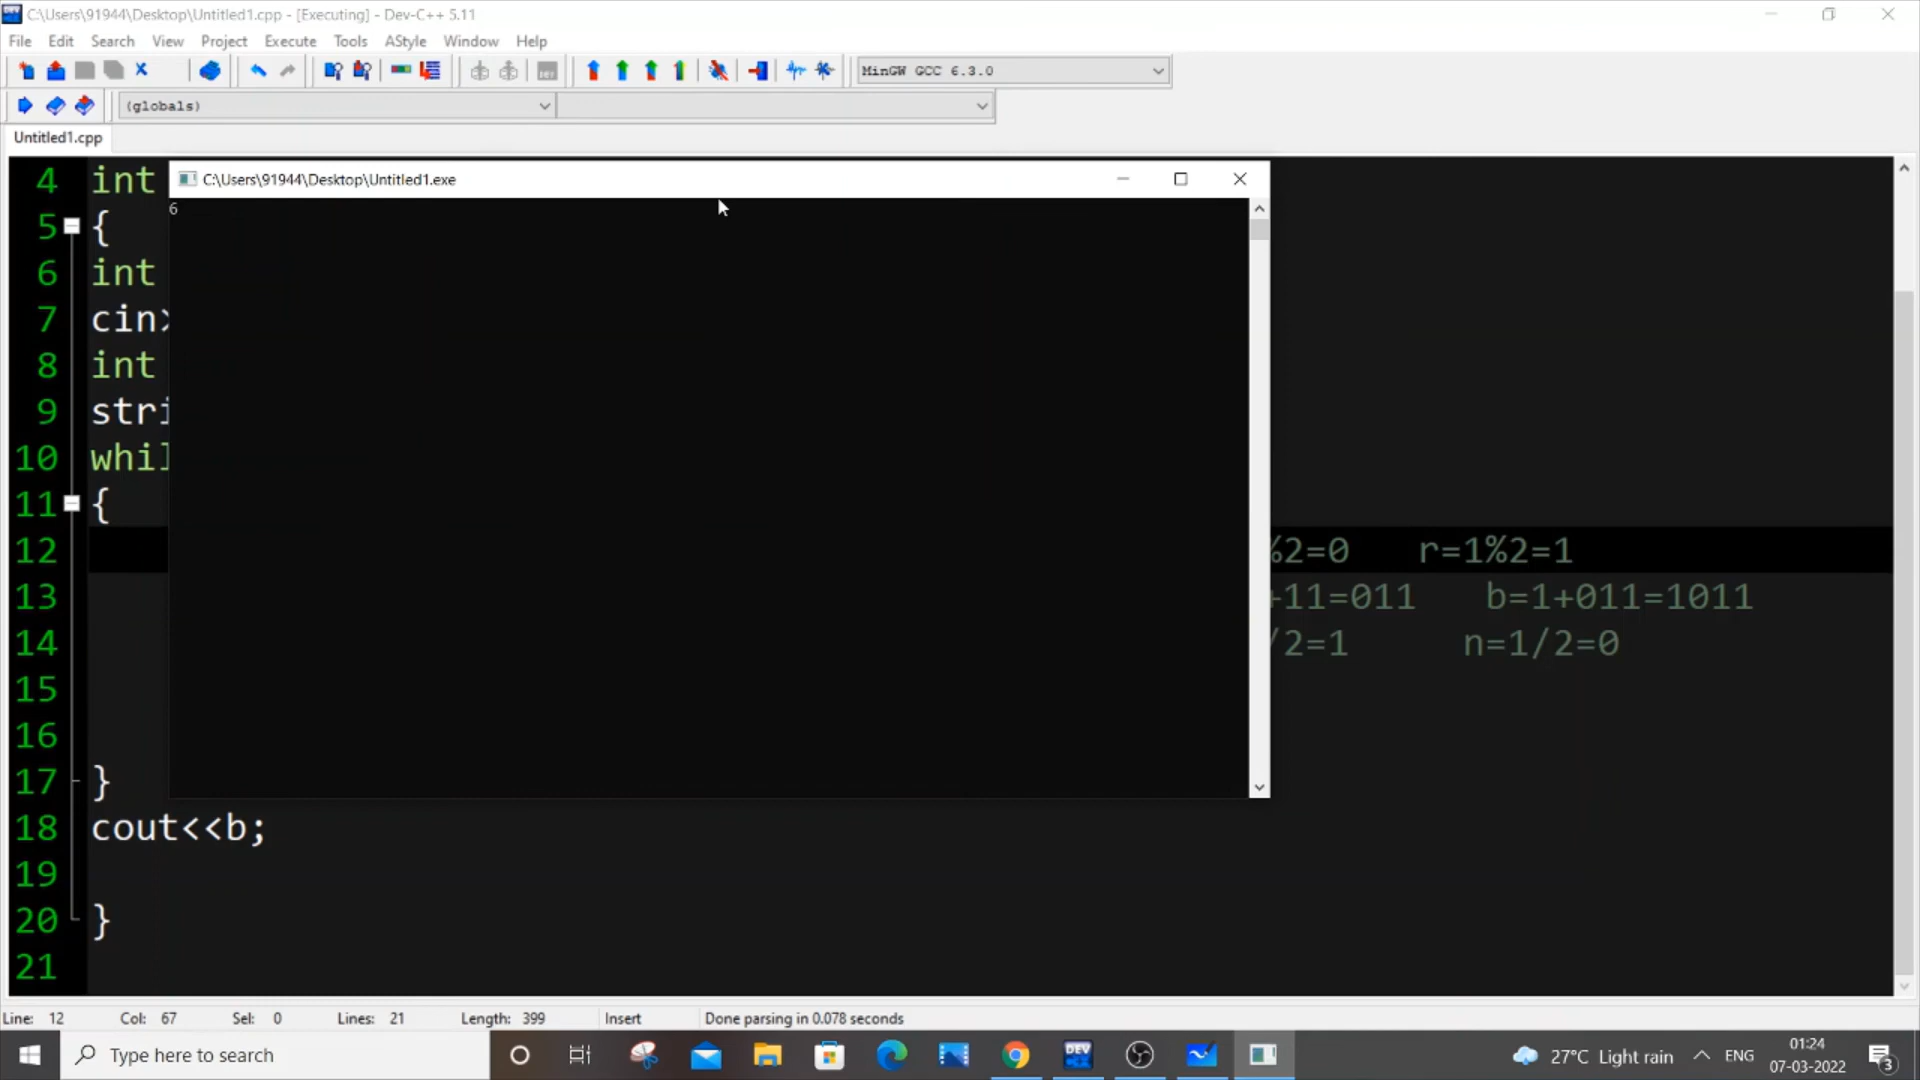 C:\Users\91944\Desktop\Untitled1.cpp - [Executing] - Dev-C++ 5.11
File Edit Search View Project Execute Tools AStyle Window Help
MinGW GCC 6.3.0
(globals)
Untitled1.cpp
C:\Users\91944\Desktop\Untitled1.exe
6
4 int
5 {
6 int
7 cin>
8 int
9 stri
10 whil
11 {
12 %2=0 r=1%2=1
13 +11=011 b=1+011=1011
14 /2=1 n=1/2=0
15
16
17 }
18 cout<<b;
19
20 }
21
Line: 12 Col: 67 Sel: 0 Lines: 21 Length: 399 Insert Done parsing in 0.078 seconds
Type here to search
DEV
27°C Light rain
ENG
01:24
07-03-2022
3